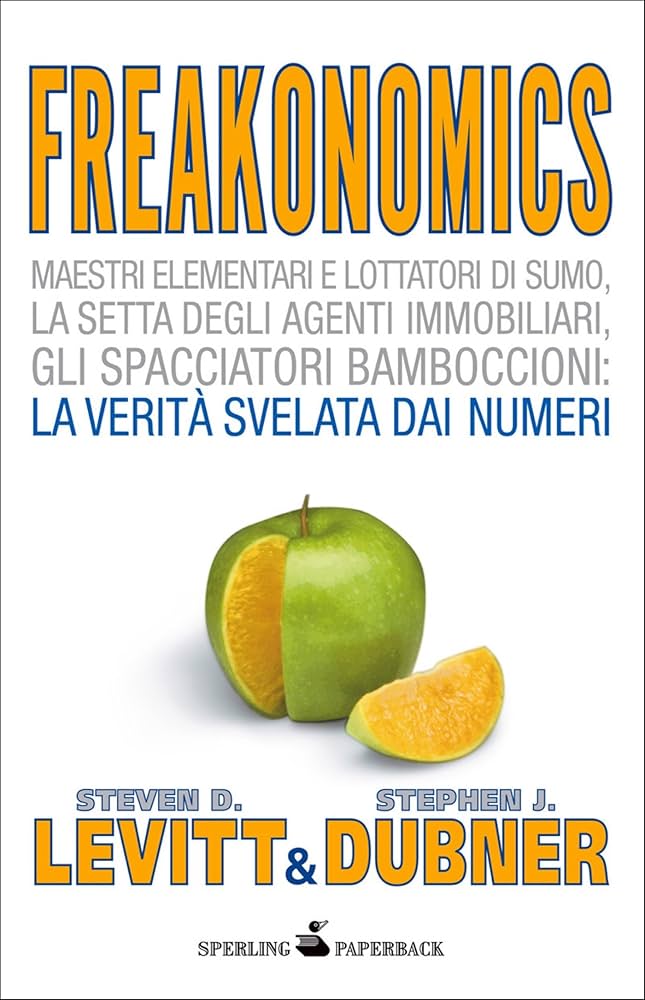 FREAKONOMICS
MAESTRI ELEMENTARI E LOTTATORI DI SUMO,
LA SETTA DEGLI AGENTI IMMOBILIARI,
GLI SPACCIATORI BAMBOCCIONI:
LA VERITÀ SVELATA DAI NUMERI
STEVEN D. STEPHEN J.
LEVITT & DUBNER
SPERLING PAPERBACK